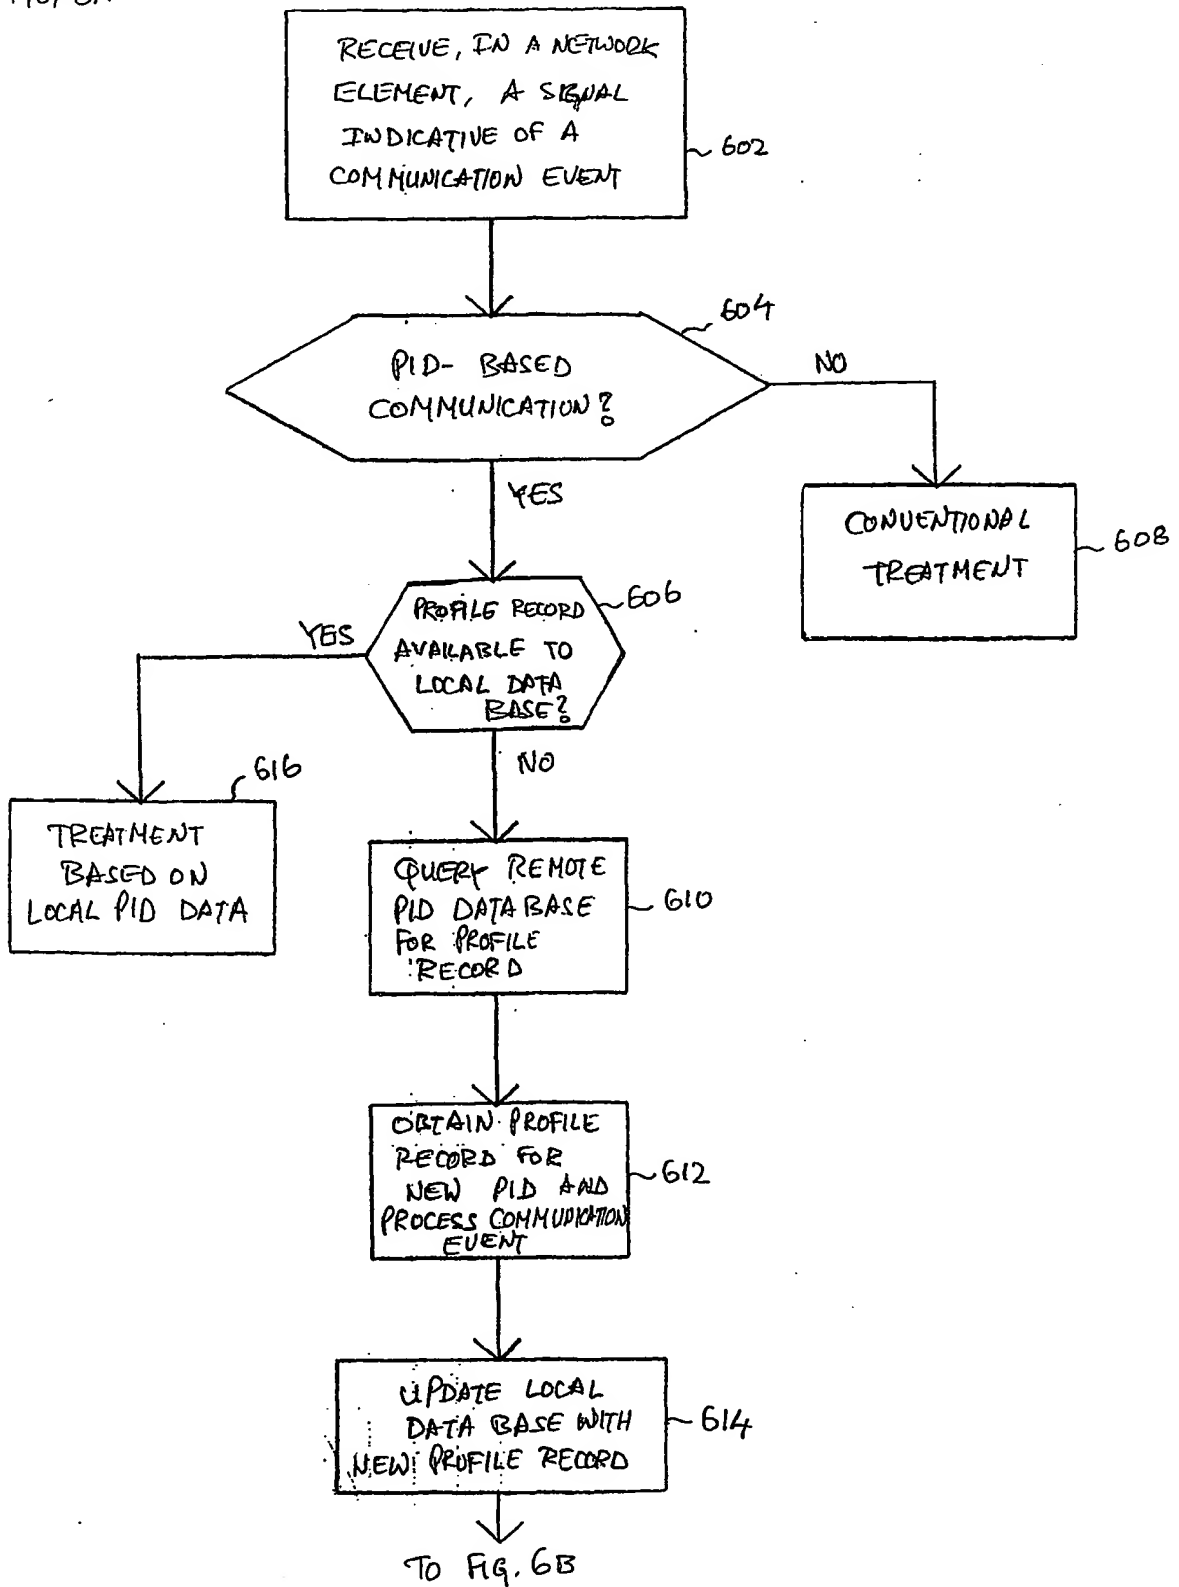 RECEIVE, IN A NETWORK
ELEMENT, A SIGNAL
INDICATIVE OF A
COMMUNICATION EVENT
602
604
PID- BASED
COMMUNICATION?
NO
YES
CONVENTIONAL
TREATMENT
608
PROFILE RECORD
AVAILABLE TO
LOCAL DATA
BASE?
606
YES
NO
616
TREATMENT
BASED ON
LOCAL PID DATA
QUERY REMOTE
PID DATA BASE
FOR PROFILE
RECORD
610
OBTAIN PROFILE
RECORD FOR
NEW PID AND
PROCESS COMMUNICATION
EVENT
612
UPDATE LOCAL
DATA BASE WITH
NEW PROFILE RECORD
614
TO FIG. 6B